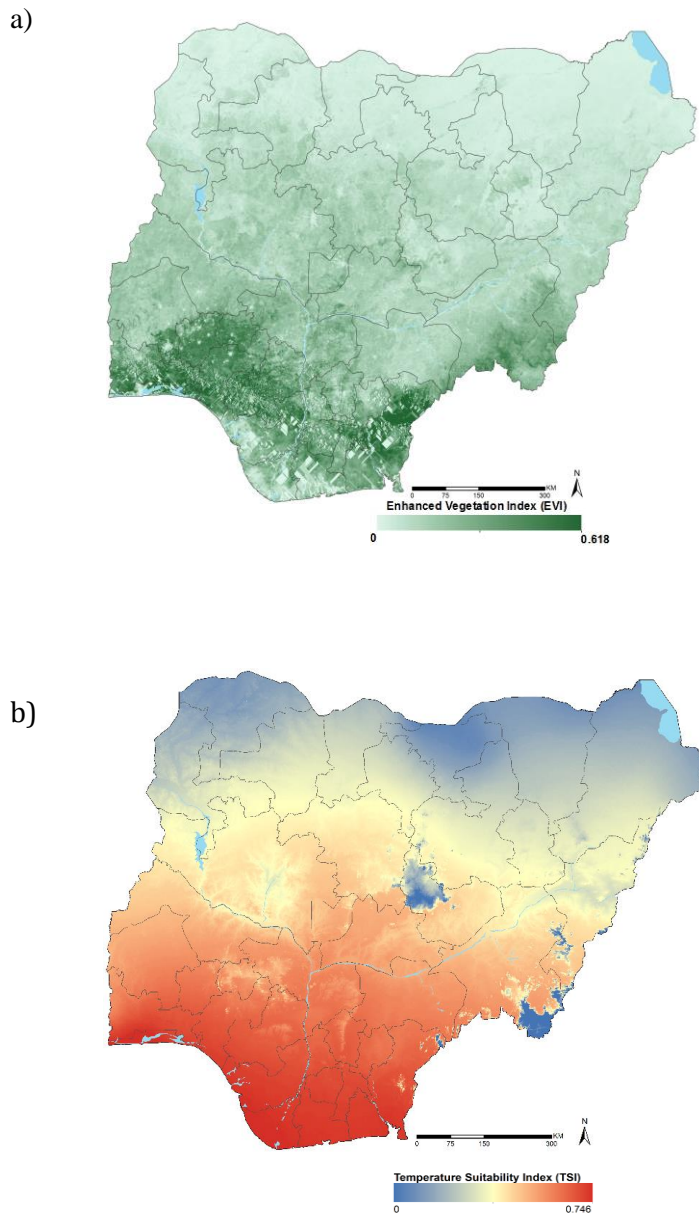 a)
N
KM
0 75 150 300
Enhanced Vegetation Index (EVI)
0 0.618
b)
N
KM
0 75 150 300
Temperature Suitability Index (TSI)
0 0.746